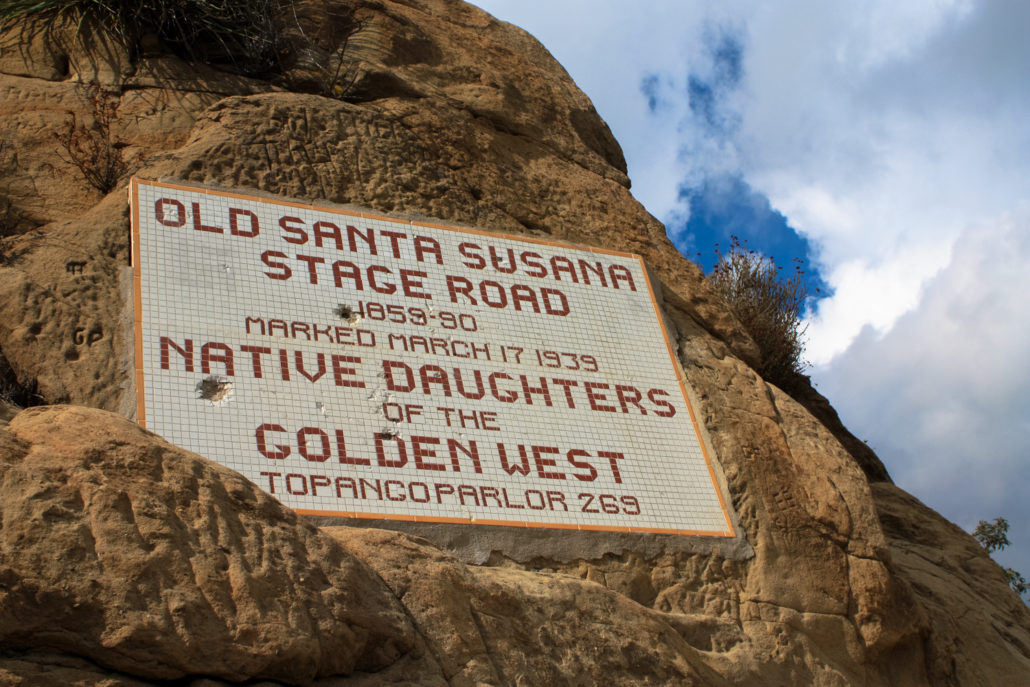 OLD SANTA SUSANA
STAGE ROAD
1859-90
MARKED MARCH 17 1939
NATIVE DAUGHTERS
OF THE
GOLDEN WEST
TOPANGO PARLOR 269
GP